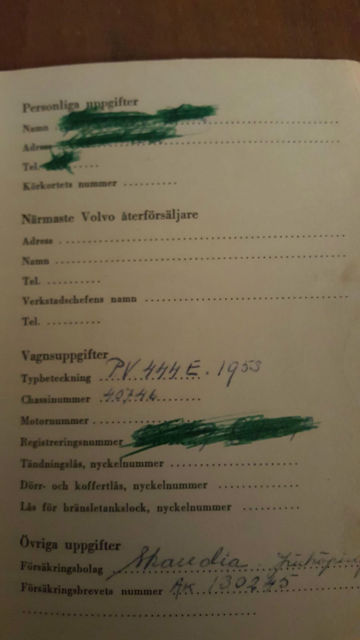 Personliga uppgifter
Namn
Adress
Tel.
Körkortets nummer
Närmaste Volvo återförsäljare
Adress
Namn
Tel.
Verkstadschefens namn
Tel.
Vagnsuppgifter
Typbeteckning PV 444 E. 1953
Chassinummer
Motornummer
Registreringsnummer
Tändningslås, nyckelnummer
Dörr- och koffertlås, nyckelnummer
Lås för bränsletankslock, nyckelnummer
Övriga uppgifter
Försäkringsbolag Skandia
Försäkringsbrevets nummer AK 130245